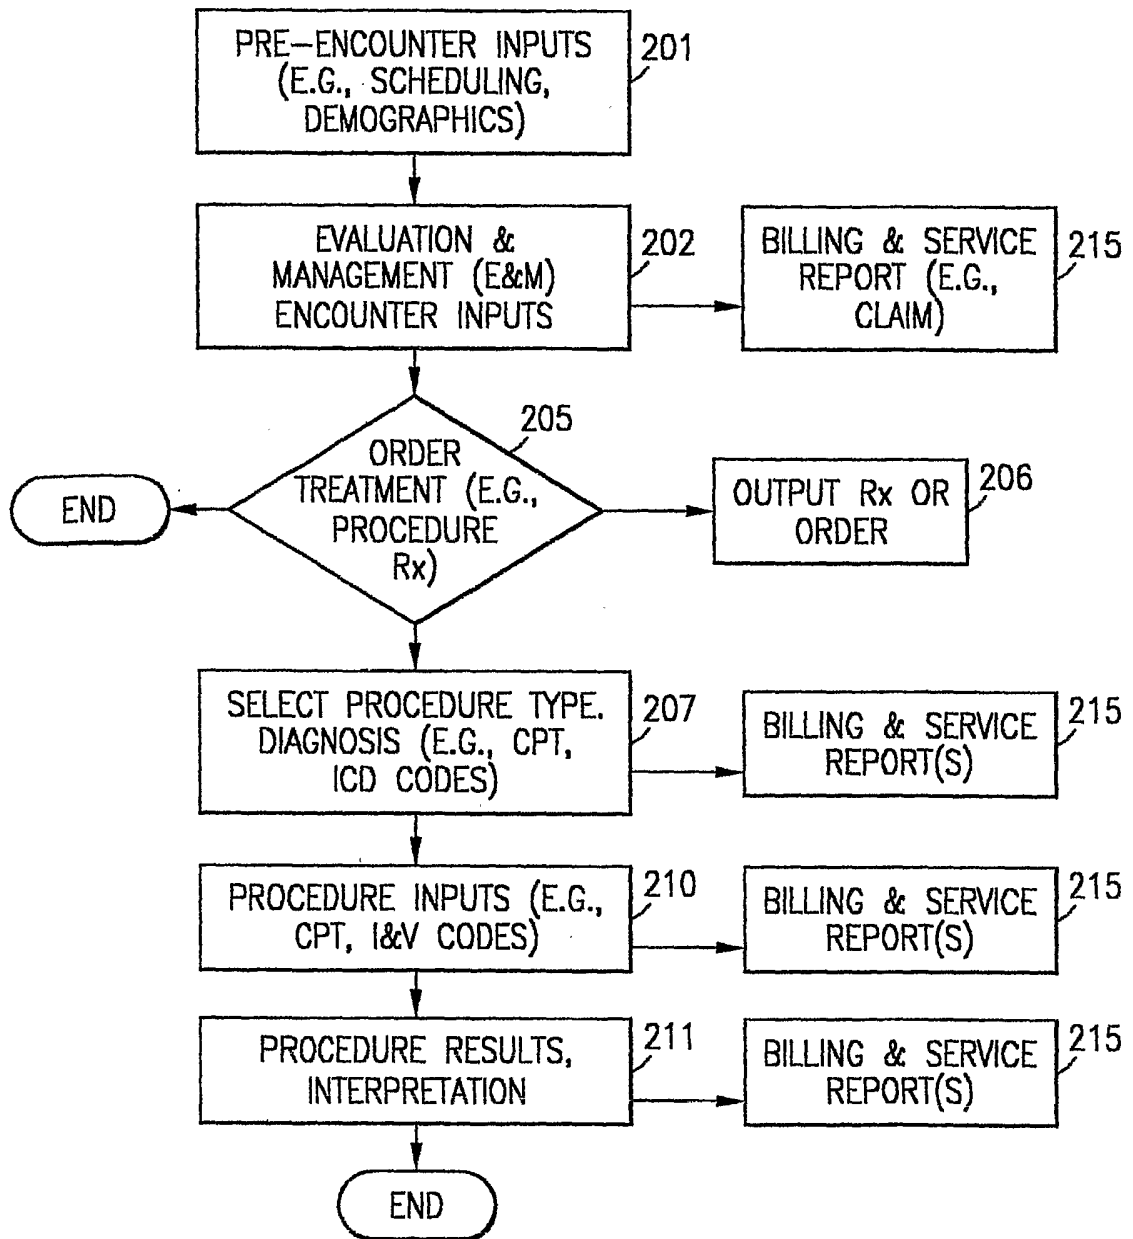 PRE-ENCOUNTER INPUTS
(E.G., SCHEDULING,
DEMOGRAPHICS)
201
EVALUATION &
MANAGEMENT (E&M)
ENCOUNTER INPUTS
202
BILLING & SERVICE
REPORT (E.G.,
CLAIM)
215
ORDER
TREATMENT (E.G.,
PROCEDURE
Rx)
205
END
OUTPUT Rx OR
ORDER
206
SELECT PROCEDURE TYPE.
DIAGNOSIS (E.G., CPT,
ICD CODES)
207
BILLING & SERVICE
REPORT(S)
215
PROCEDURE INPUTS (E.G.,
CPT, I&V CODES)
210
BILLING & SERVICE
REPORT(S)
215
PROCEDURE RESULTS,
INTERPRETATION
211
BILLING & SERVICE
REPORT(S)
215
END